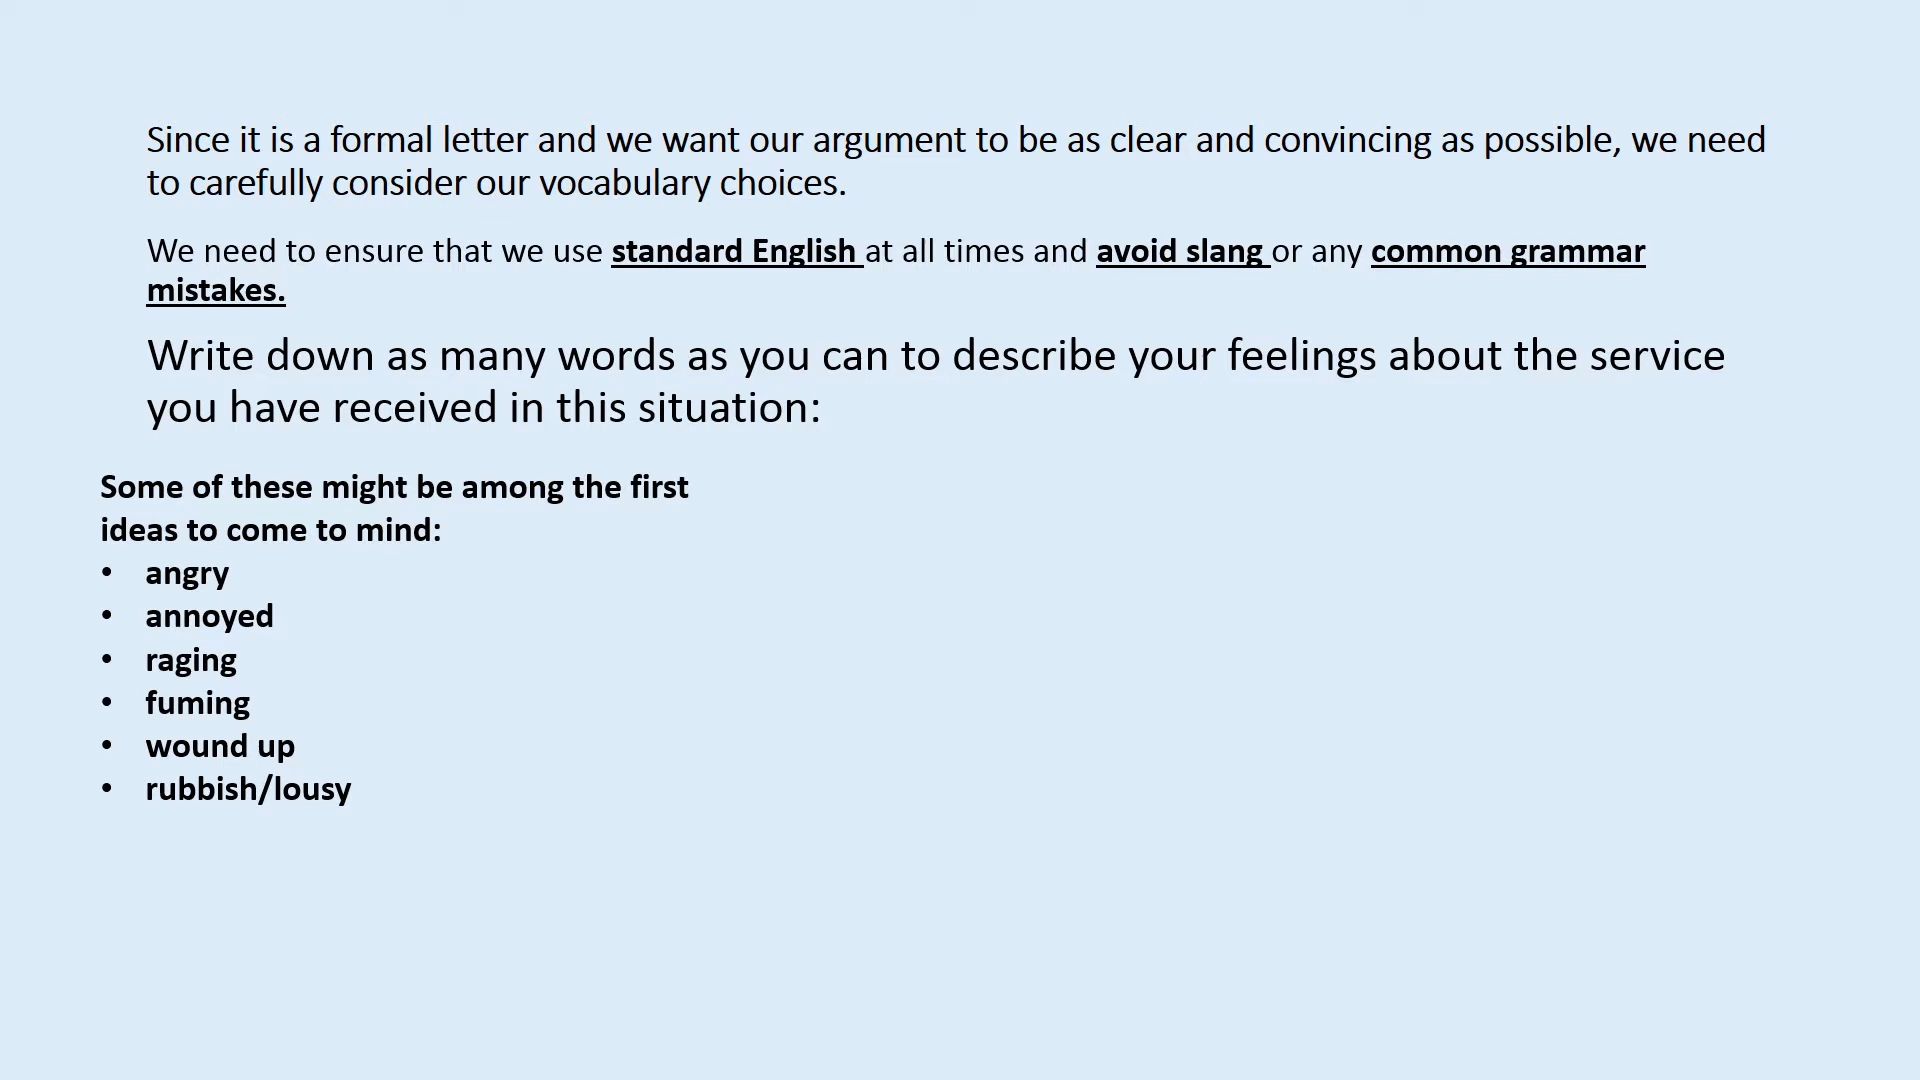 Since it is a formal letter and we want our argument to be as clear and convincing as possible, we need
to carefully consider our vocabulary choices.
We need to ensure that we use standard English at all times and avoid slang or any common grammar
mistakes.
Write down as many words as you can to describe your feelings about the service
you have received in this situation:
Some of these might be among the first
ideas to come to mind:
• angry
• annoyed
• raging
• fuming
• wound up
• rubbish/lousy